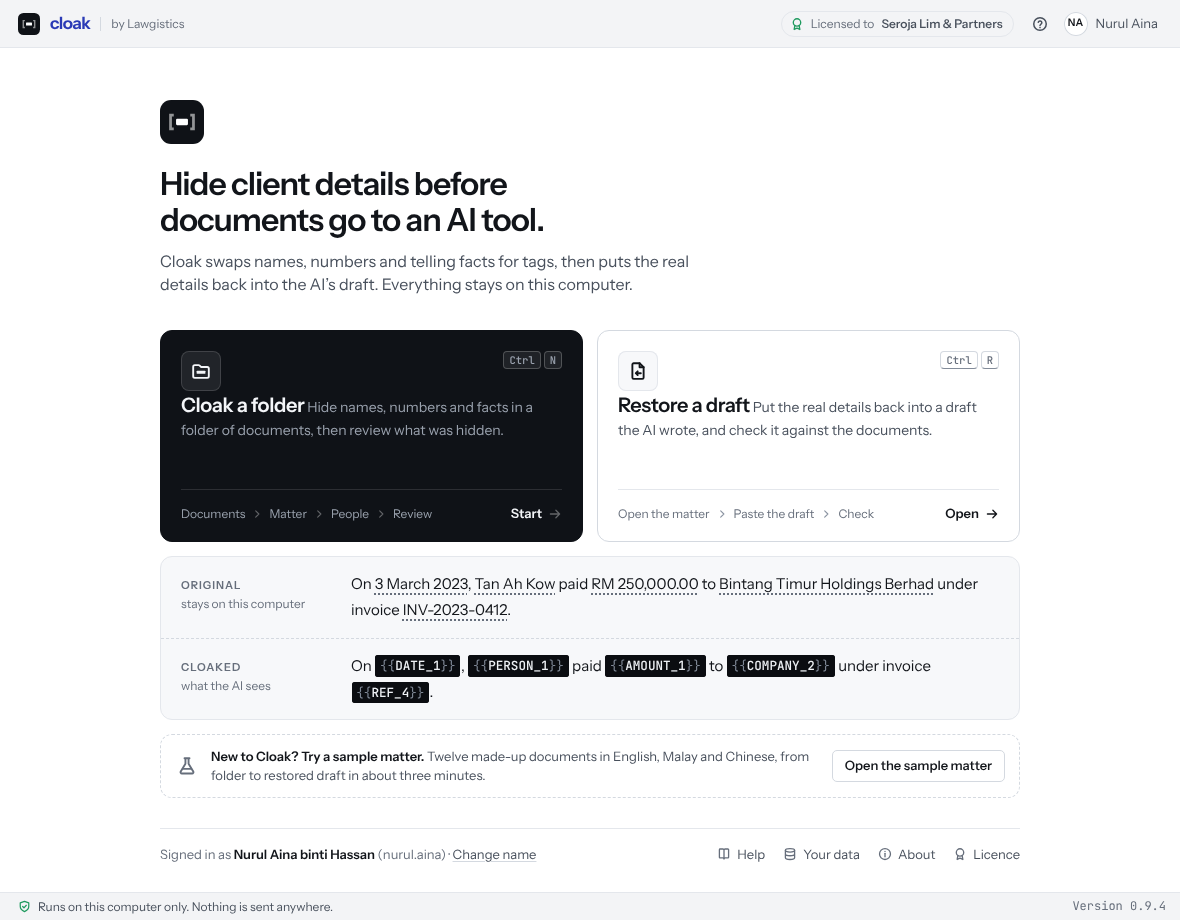 cloak by Lawgistics Licensed to Seroja Lim & Partners NA Nurul Aina
Hide client details before
documents go to an AI tool.
Cloak swaps names, numbers and telling facts for tags, then puts the real
details back into the AI's draft. Everything stays on this computer.
Ctrl N
Cloak a folder Hide names, numbers and facts in a
folder of documents, then review what was hidden.
Documents > Matter > People > Review Start →
Ctrl R
Restore a draft Put the real details back into a draft
the AI wrote, and check it against the documents.
Open the matter > Paste the draft > Check Open →
ORIGINAL
stays on this computer
On 3 March 2023, Tan Ah Kow paid RM 250,000.00 to Bintang Timur Holdings Berhad under
invoice INV-2023-0412.
CLOAKED
what the AI sees
On {{DATE_1}}, {{PERSON_1}} paid {{AMOUNT_1}} to {{COMPANY_2}} under invoice
{{REF_4}}.
New to Cloak? Try a sample matter. Twelve made-up documents in English, Malay and Chinese, from
folder to restored draft in about three minutes.
Open the sample matter
Signed in as Nurul Aina binti Hassan (nurul.aina) · Change name
Help Your data About Licence
Runs on this computer only. Nothing is sent anywhere.
Version 0.9.4